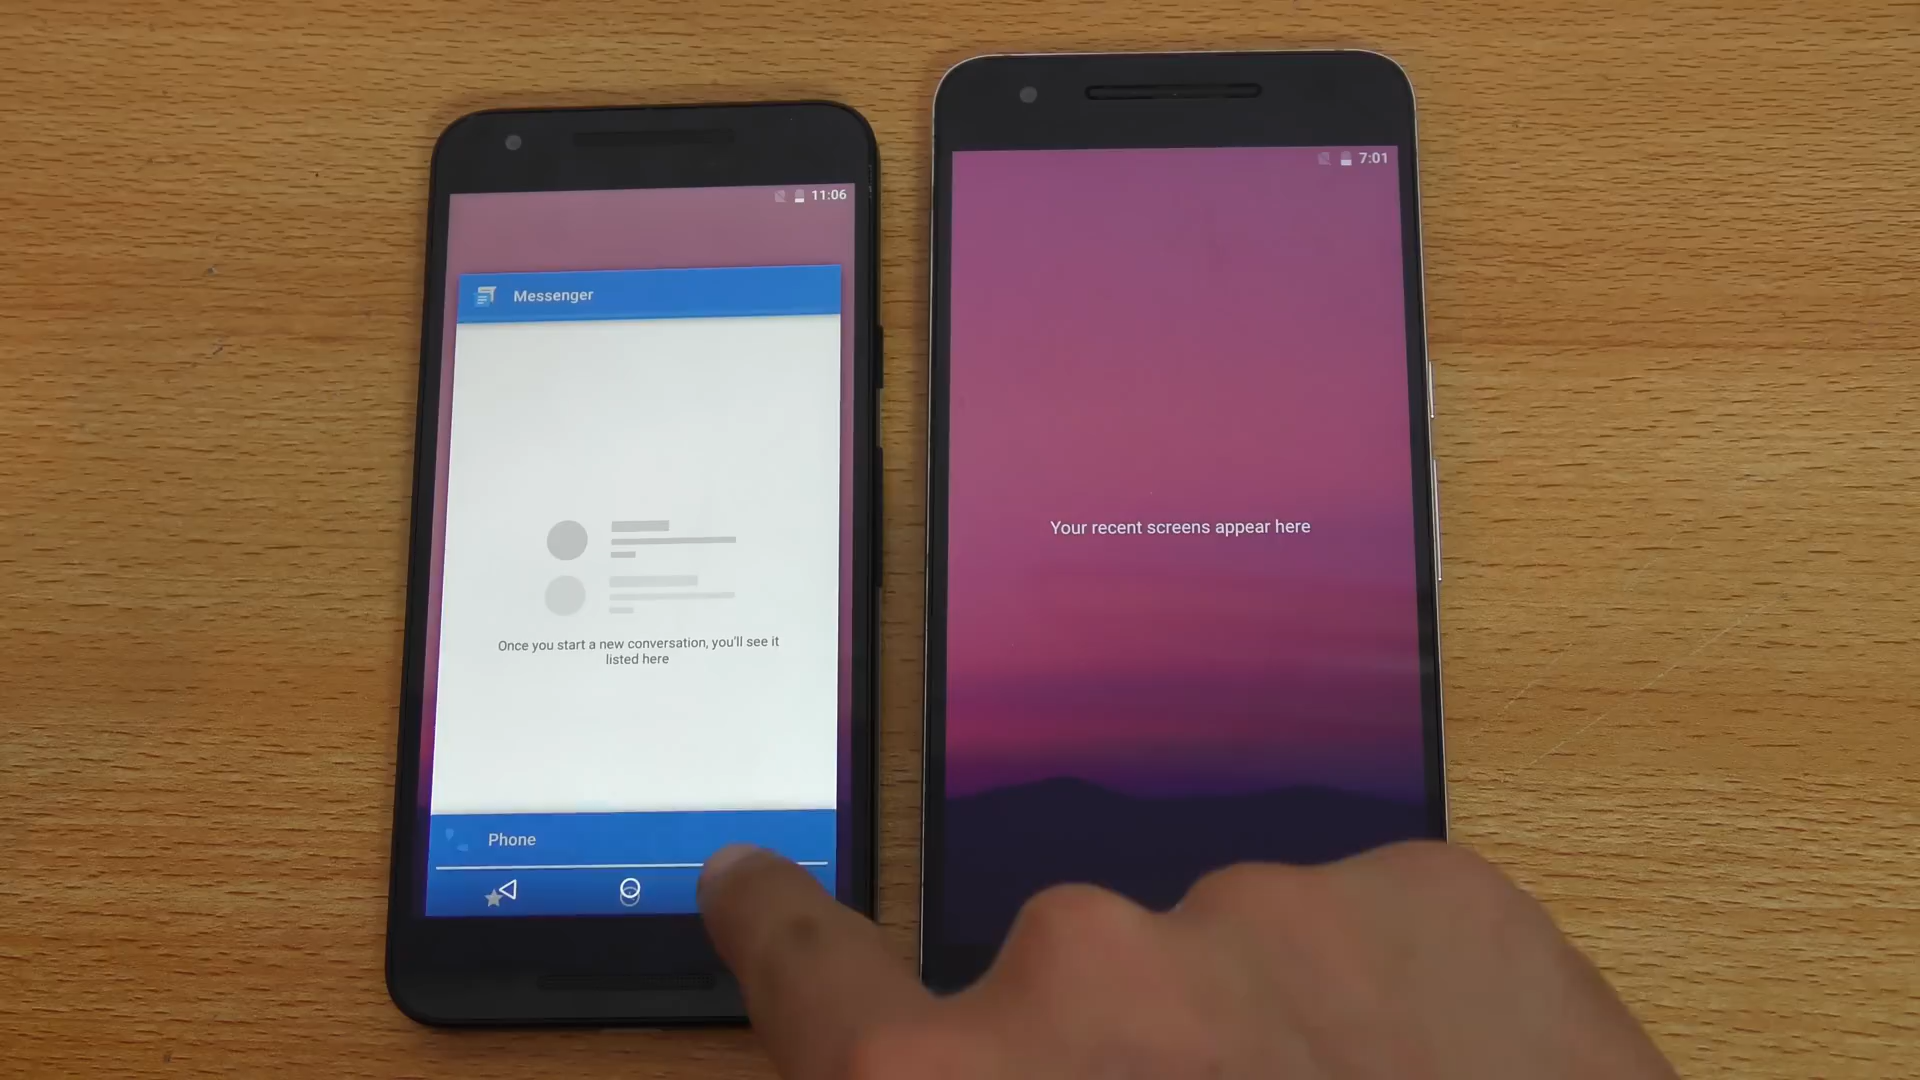 11:06
Messenger
Once you start a new conversation, you'll see it
listed here
Phone
7:01
Your recent screens appear here